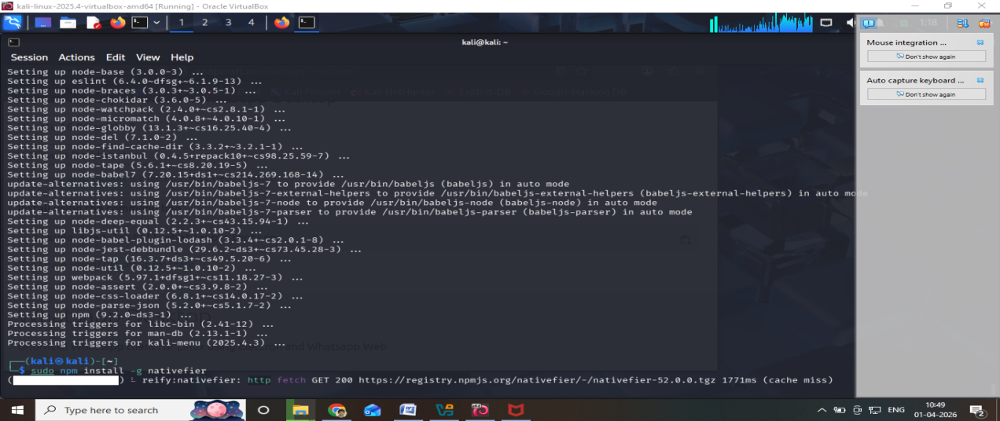 kali-linux-2025.4-virtualbox-amd64 [Running] - Oracle VirtualBox
1 2 3 4
1:18
kali@kali: ~
Session Actions Edit View Help
Mouse integration ...
Don't show again
Auto capture keyboard ...
Don't show again
Setting up node-base (3.0.0-3) ...
Setting up eslint (6.4.0~dfsg+~6.1.9-13) ...
Setting up node-braces (3.0.3+~3.0.5-1) ...
Setting up node-chokidar (3.6.0-5) ...
Setting up node-watchpack (2.4.0+~cs2.8.1-1) ...
Setting up node-micromatch (4.0.8+~4.0.10-1) ...
Setting up node-globby (13.1.3+~cs16.25.40-4) ...
Setting up node-del (7.1.0-2) ...
Setting up node-find-cache-dir (3.3.2+~3.2.1-1) ...
Setting up node-istanbul (0.4.5+repack10+~cs98.25.59-7) ...
Setting up node-tape (5.6.1+~cs8.20.19-5) ...
Setting up node-babel7 (7.20.15+ds1+~cs214.269.168-14) ...
update-alternatives: using /usr/bin/babeljs-7 to provide /usr/bin/babeljs (babeljs) in auto mode
update-alternatives: using /usr/bin/babeljs-7-external-helpers to provide /usr/bin/babeljs-external-helpers (babeljs-external-helpers) in auto mode
update-alternatives: using /usr/bin/babeljs-7-node to provide /usr/bin/babeljs-node (babeljs-node) in auto mode
update-alternatives: using /usr/bin/babeljs-7-parser to provide /usr/bin/babeljs-parser (babeljs-parser) in auto mode
Setting up node-deep-equal (2.2.3+~cs43.15.94-1) ...
Setting up libjs-util (0.12.5+~1.0.10-2) ...
Setting up node-babel-plugin-lodash (3.3.4+~cs2.0.1-8) ...
Setting up node-jest-debbundle (29.6.2~ds3+~cs73.45.28-3) ...
Setting up node-tap (16.3.7+ds3+~cs49.5.20-6) ...
Setting up node-util (0.12.5+~1.0.10-2) ...
Setting up webpack (5.97.1+dfsg1+~cs11.18.27-3) ...
Setting up node-assert (2.0.0+~cs3.9.8-2) ...
Setting up node-css-loader (6.8.1+~cs14.0.17-2) ...
Setting up node-parse-json (5.2.0+~cs5.1.7-2) ...
Setting up npm (9.2.0~ds3-1) ...
Processing triggers for libc-bin (2.41-12) ...
Processing triggers for man-db (2.13.1-1) ...
Processing triggers for kali-menu (2025.4.3) ...
and Whatsapp Web
(kali㉿kali)-[~]
$ sudo npm install -g nativefier
reify:nativefier: http fetch GET 200 https://registry.npmjs.org/nativefier/-/nativefier-52.0.0.tgz 1771ms (cache miss)
Type here to search
ENG
10:49
01-04-2026
2